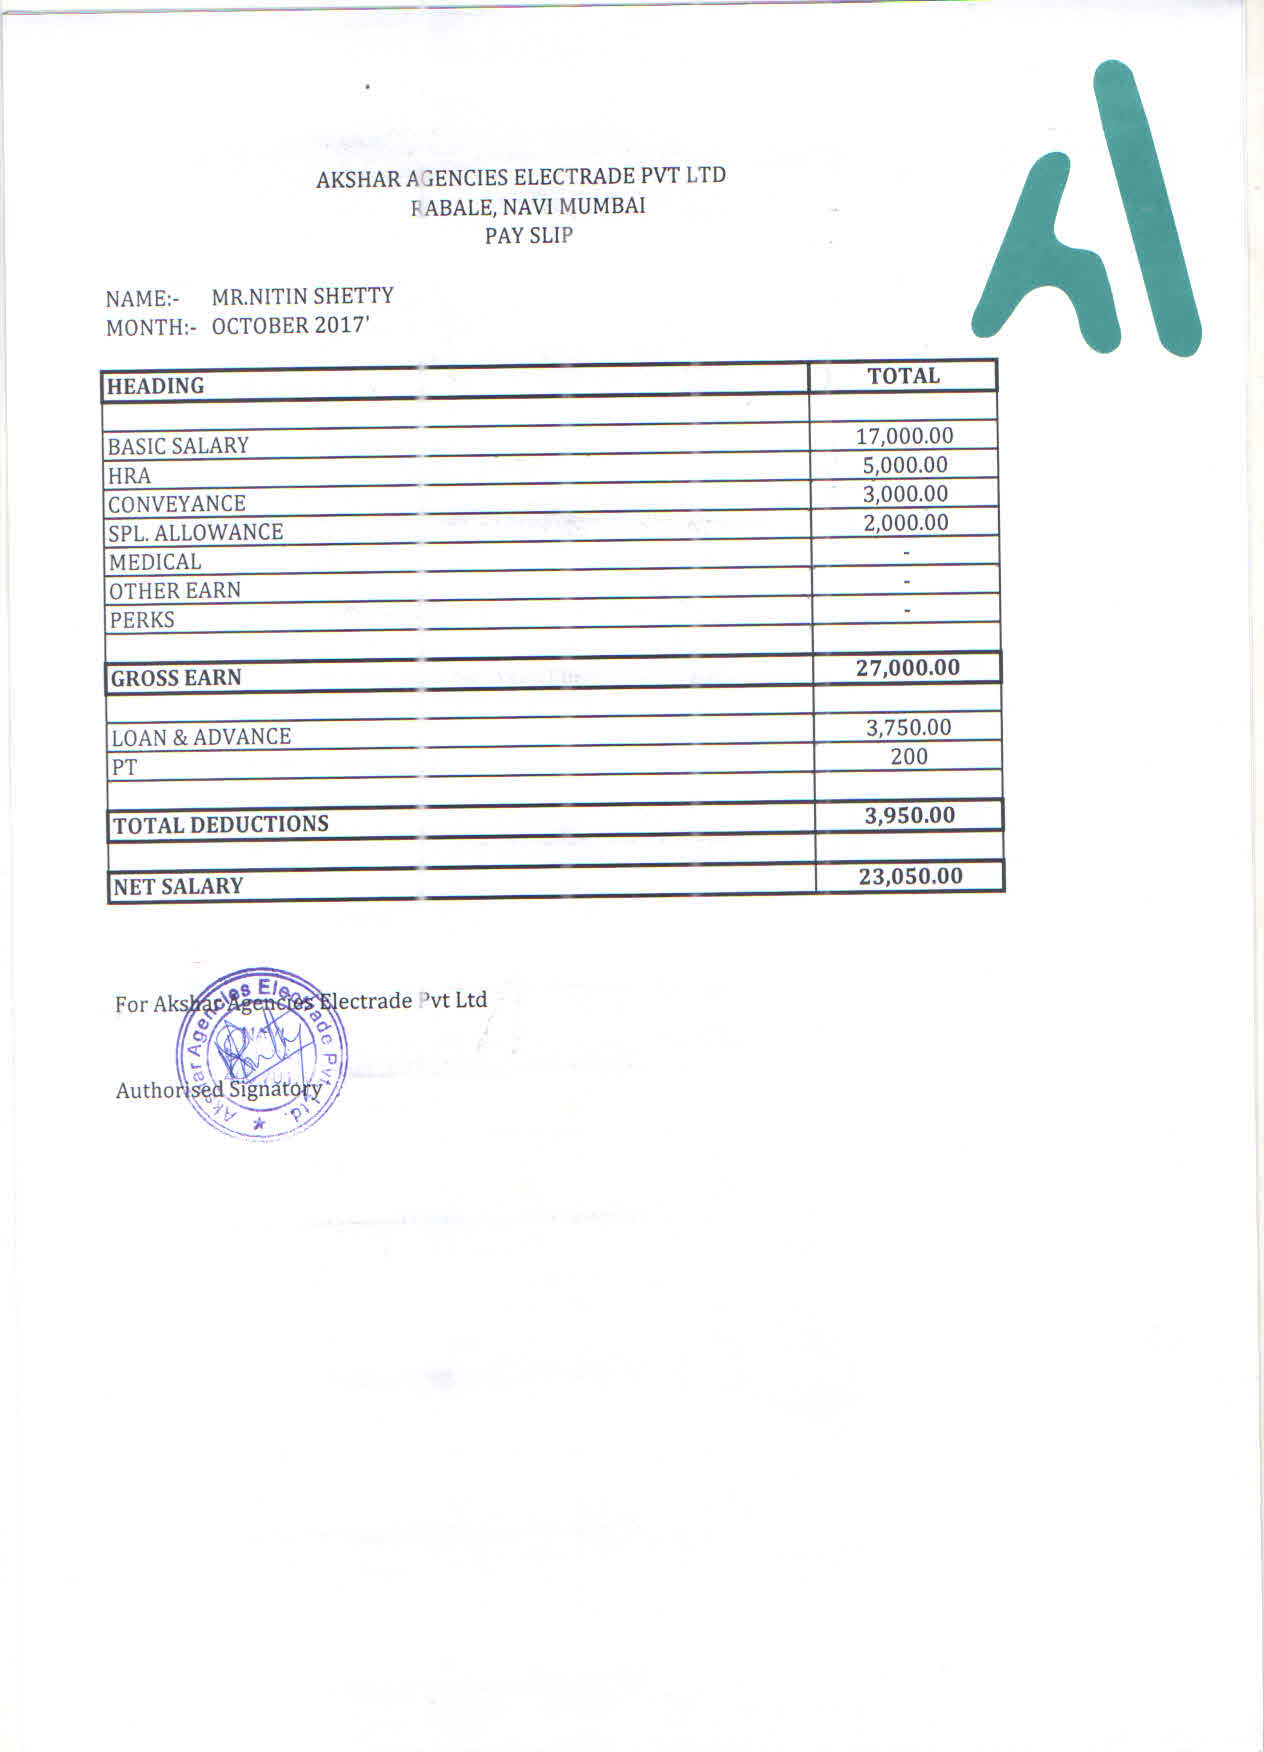 AKSHAR AGENCIES ELECTRADE PVT LTD
RABALE, NAVI MUMBAI
PAY SLIP
NAME:- MR.NITIN SHETTY
MONTH:- OCTOBER 2017'
HEADING TOTAL
BASIC SALARY 17,000.00
HRA 5,000.00
CONVEYANCE 3,000.00
SPL. ALLOWANCE 2,000.00
MEDICAL -
OTHER EARN -
PERKS -
GROSS EARN 27,000.00
LOAN & ADVANCE 3,750.00
PT 200
TOTAL DEDUCTIONS 3,950.00
NET SALARY 23,050.00
For Akshar Agencies Electrade Pvt Ltd
Authorised Signatory
Akshar Agencies Electrade Pvt. Ltd.